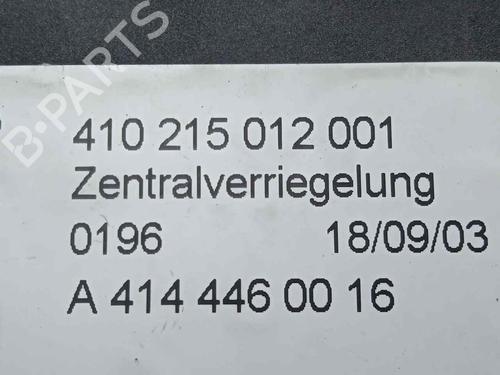 B-PARTS
410 215 012 001
Zentralverriegelung
0196 18/09/03
A 414 446 00 16